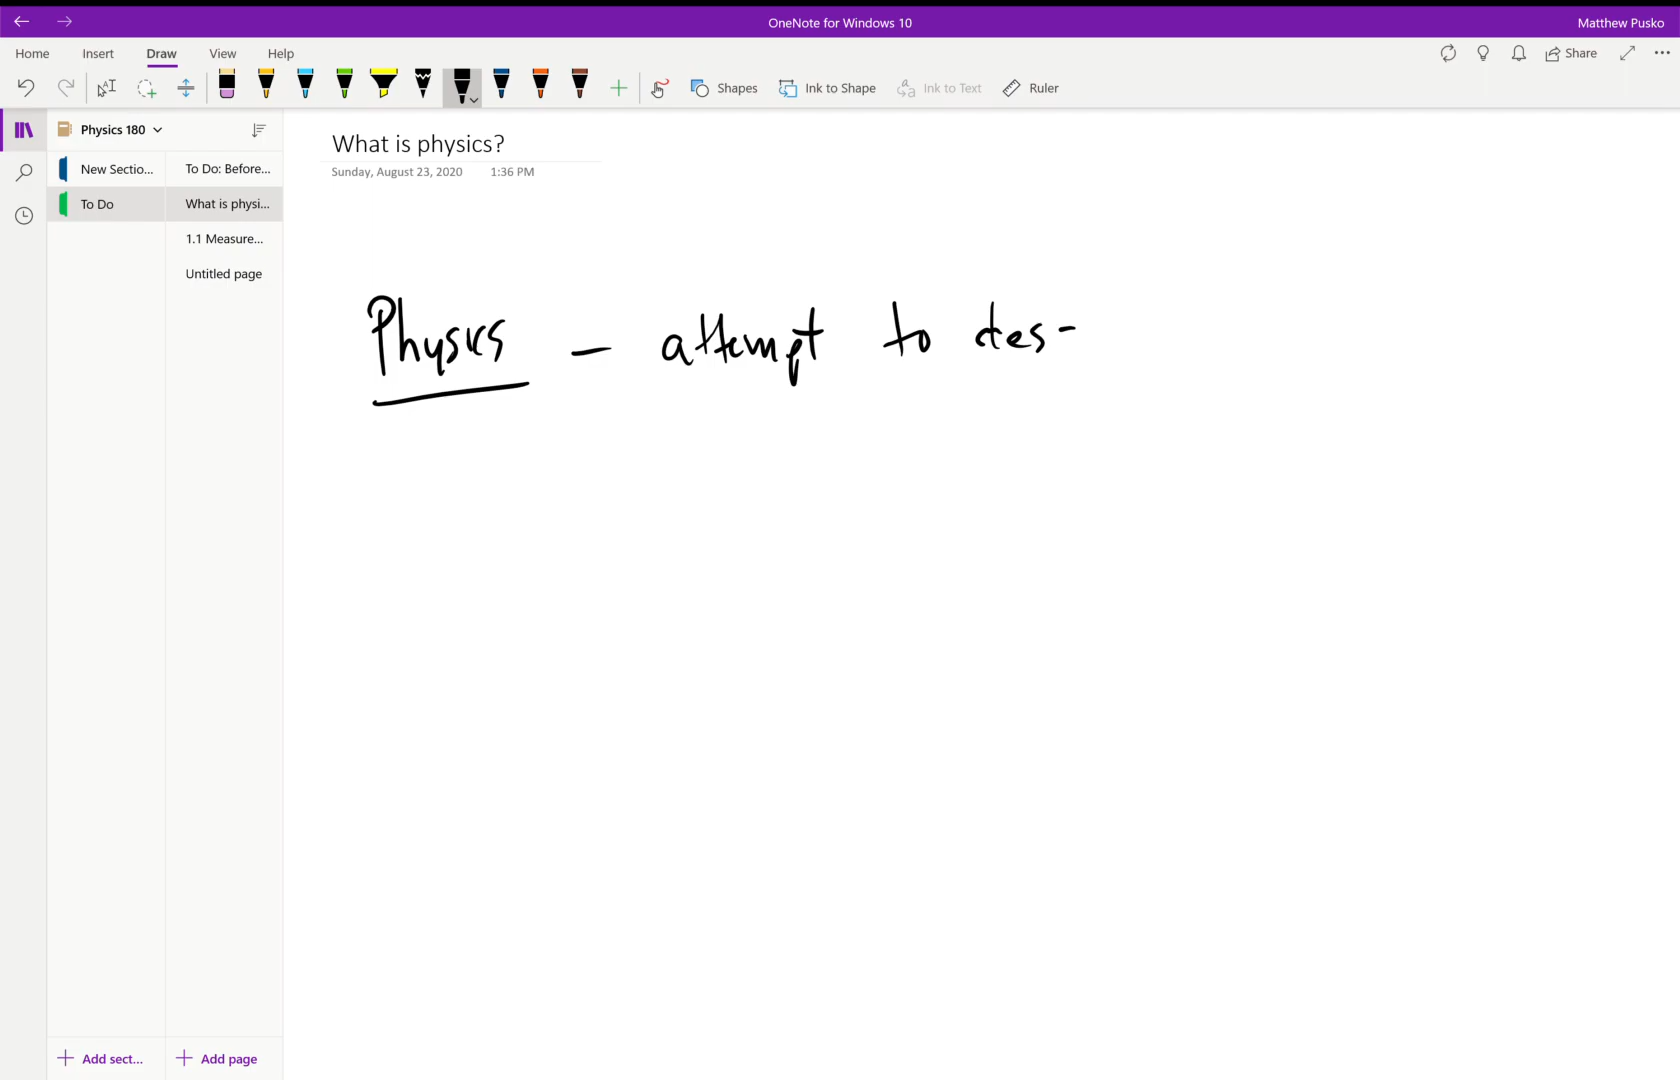 OneNote for Windows 10
Matthew Pusko
Home Insert Draw View Help
Share
Shapes Ink to Shape Ink to Text Ruler
Physics 180
New Sectio...
To Do
To Do: Before...
What is physi...
1.1 Measure...
Untitled page
What is physics?
Sunday, August 23, 2020 1:36 PM
Physics – attempt to des-
Add sect...
Add page